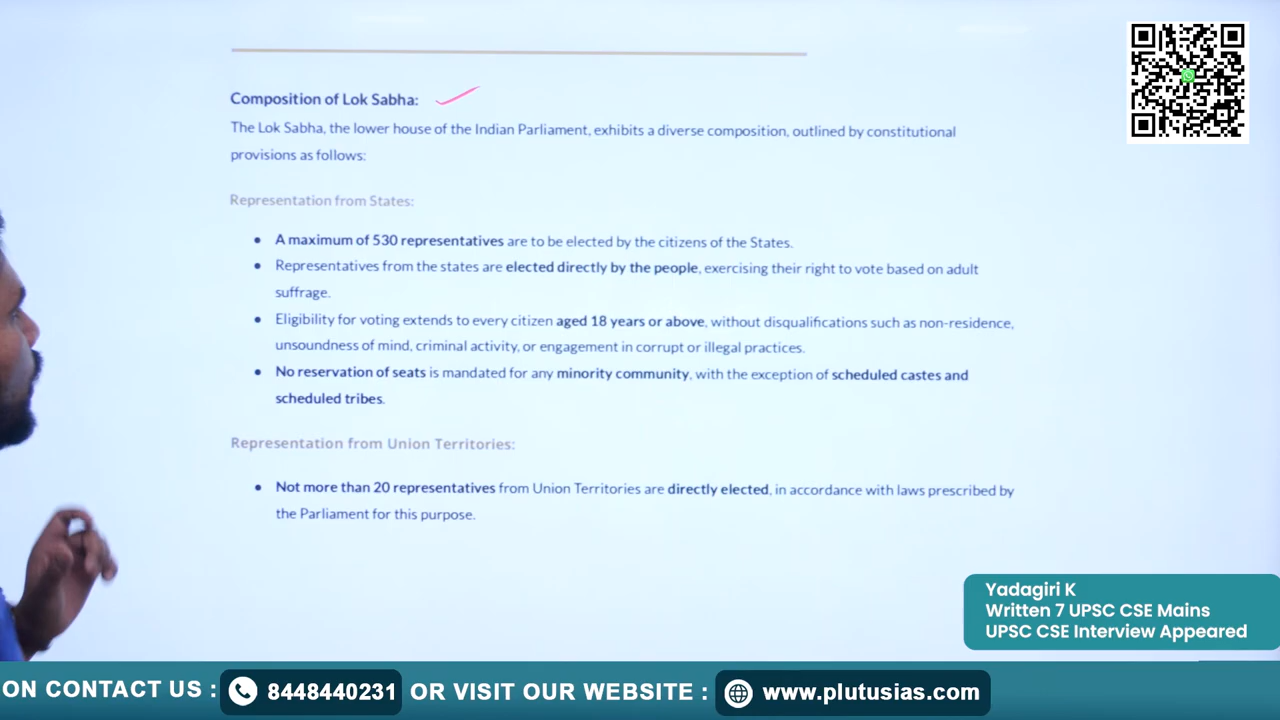 Composition of Lok Sabha:
The Lok Sabha, the lower house of the Indian Parliament, exhibits a diverse composition, outlined by constitutional
provisions as follows:
Representation from States:
• A maximum of 530 representatives are to be elected by the citizens of the States.
• Representatives from the states are elected directly by the people, exercising their right to vote based on adult
suffrage.
• Eligibility for voting extends to every citizen aged 18 years or above, without disqualifications such as non-residence,
unsoundness of mind, criminal activity, or engagement in corrupt or illegal practices.
• No reservation of seats is mandated for any minority community, with the exception of scheduled castes and
scheduled tribes.
Representation from Union Territories:
• Not more than 20 representatives from Union Territories are directly elected, in accordance with laws prescribed by
the Parliament for this purpose.
Yadagiri K
Written 7 UPSC CSE Mains
UPSC CSE Interview Appeared
ON CONTACT US : 8448440231 OR VISIT OUR WEBSITE : www.plutusias.com